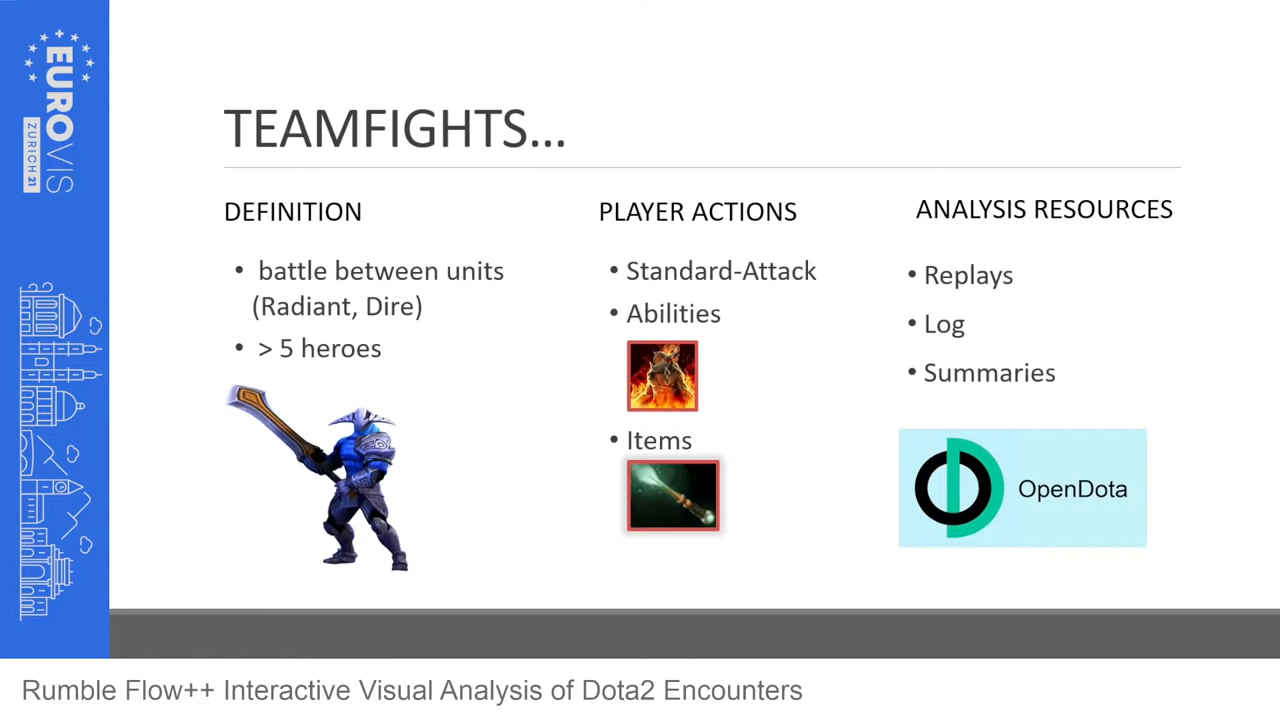 EUROVIS
ZURICH 21
TEAMFIGHTS...
DEFINITION
• battle between units
(Radiant, Dire)
• > 5 heroes
PLAYER ACTIONS
• Standard-Attack
• Abilities
• Items
ANALYSIS RESOURCES
• Replays
• Log
• Summaries
OpenDota
Rumble Flow++ Interactive Visual Analysis of Dota2 Encounters